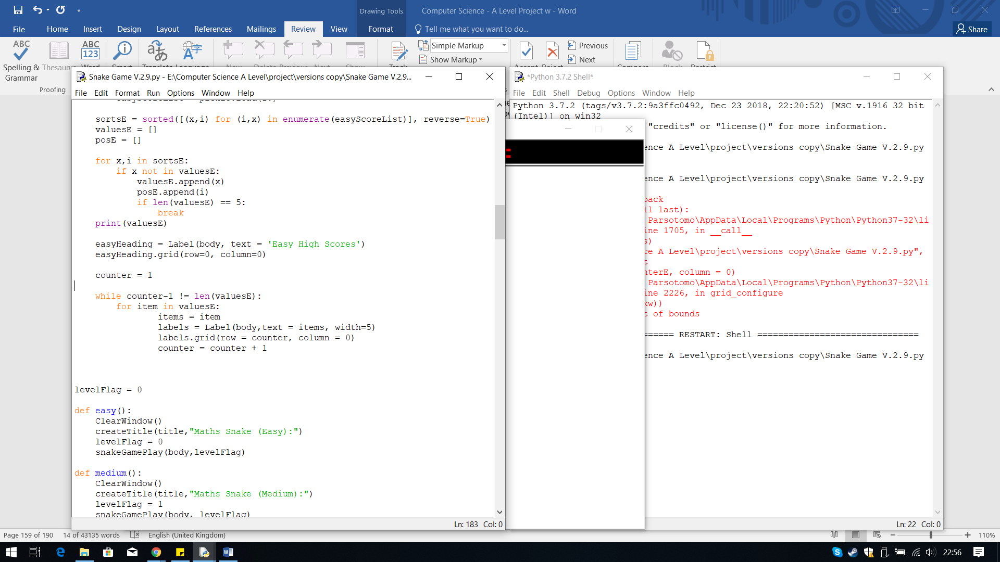 Drawing Tools
Computer Science - A Level Project w - Word
File Home Insert Design Layout References Mailings Review View Format Tell me what you want to do... Share
ABC
ABC
123
Simple Markup
Show Markup
Previous
Next
Spelling &
Grammar
Proofing
Snake Game V.2.9.py - E:\Computer Science A Level\project\versions copy\Snake Game V.2.9...
File Edit Format Run Options Window Help
sortsE = sorted([(x,i) for (i,x) in enumerate(easyScoreList)], reverse=True)
valuesE = []
posE = []
for x,i in sortsE:
if x not in valuesE:
valuesE.append(x)
posE.append(i)
if len(valuesE) == 5:
break
print(valuesE)
easyHeading = Label(body, text = 'Easy High Scores')
easyHeading.grid(row=0, column=0)
counter = 1
while counter-1 != len(valuesE):
for item in valuesE:
items = item
labels = Label(body,text = items, width=5)
labels.grid(row = counter, column = 0)
counter = counter + 1
levelFlag = 0
def easy():
ClearWindow()
createTitle(title,"Maths Snake (Easy):")
levelFlag = 0
snakeGamePlay(body,levelFlag)
def medium():
ClearWindow()
createTitle(title,"Maths Snake (Medium):")
levelFlag = 1
snakeGamePlay(body, levelFlag)
Ln: 183 Col: 0
*Python 3.7.2 Shell*
File Edit Shell Debug Options Window Help
Python 3.7.2 (tags/v3.7.2:9a3ffc0492, Dec 23 2018, 22:20:52) [MSC v.1916 32 bit
(Intel)] on win32
"credits" or "license()" for more information.
ence A Level\project\versions copy\Snake Game V.2.9.py
ence A Level\project\versions copy\Snake Game V.2.9.py
back
ll last):
Parsotomo\AppData\Local\Programs\Python\Python37-32\li
ine 1705, in __call__
s)
ce A Level\project\versions copy\Snake Game V.2.9.py",
t
nterE, column = 0)
Parsotomo\AppData\Local\Programs\Python\Python37-32\li
ine 2226, in grid_configure
kw))
t of bounds
====== RESTART: Shell ===============================
ence A Level\project\versions copy\Snake Game V.2.9.py
Ln: 22 Col: 0
Page 159 of 190 14 of 43135 words English (United Kingdom) 110%
22:56